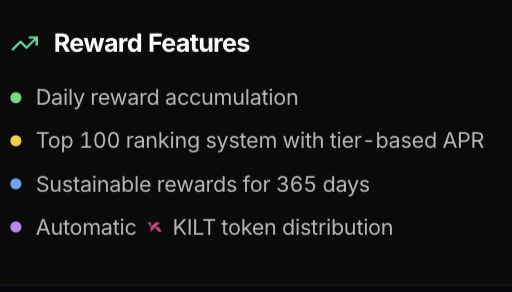 Reward Features
Daily reward accumulation
Top 100 ranking system with tier-based APR
Sustainable rewards for 365 days
Automatic KILT token distribution